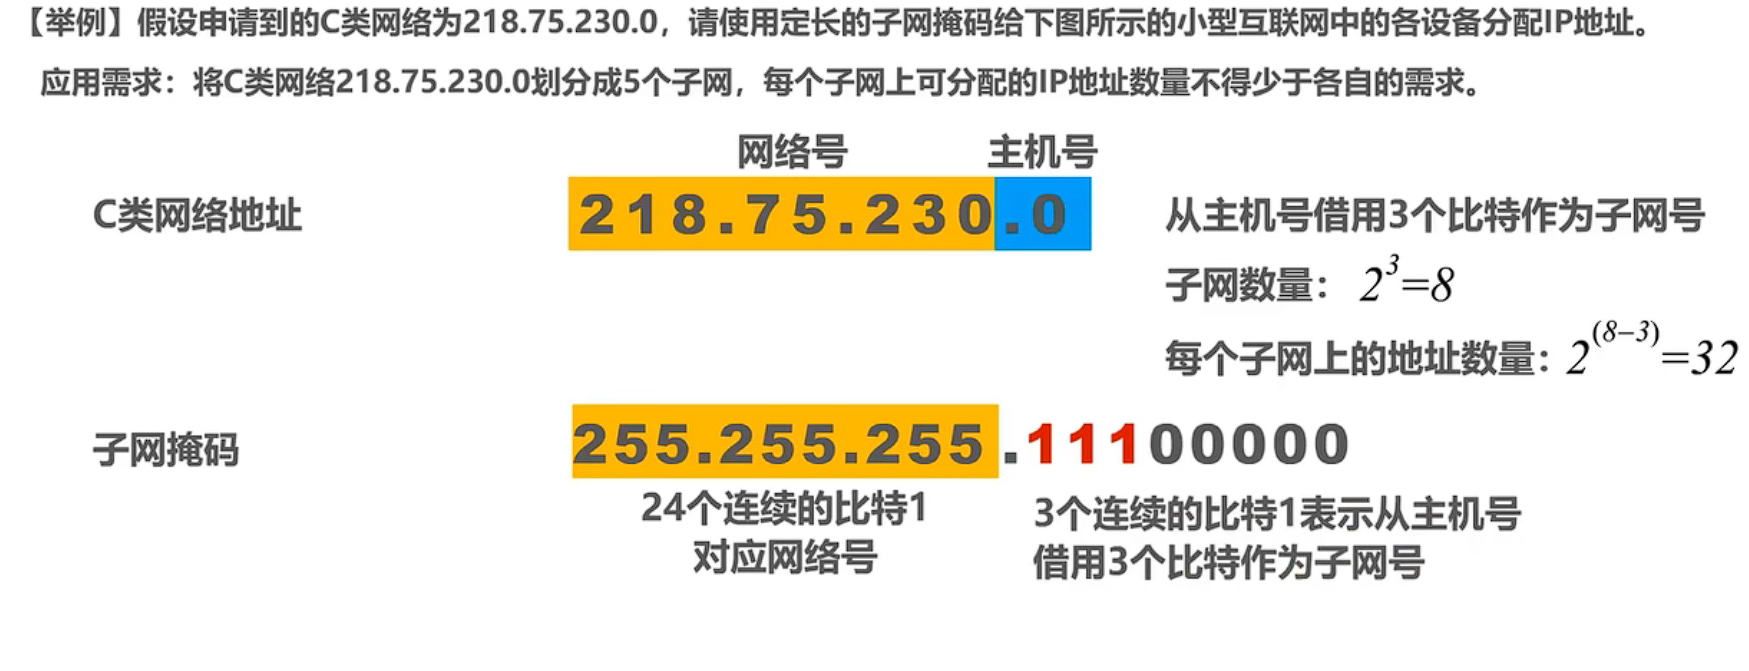 【举例】假设申请到的C类网络为218.75.230.0，请使用定长的子网掩码给下图所示的小型互联网中的各设备分配IP地址。
应用需求：将C类网络218.75.230.0划分成5个子网，每个子网上可分配的IP地址数量不得少于各自的需求。
网络号 主机号
C类网络地址 218.75.230.0 从主机号借用3个比特作为子网号
子网数量： 2^3=8
每个子网上的地址数量：2^(8−3)=32
子网掩码 255.255.255.11100000
24个连续的比特1
对应网络号
3个连续的比特1表示从主机号
借用3个比特作为子网号